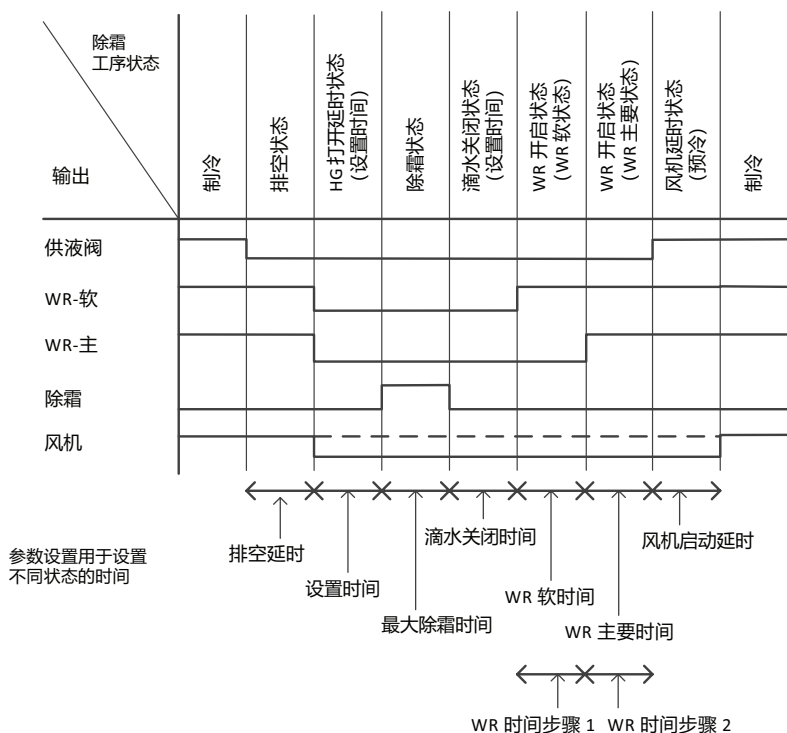 除霜
工序状态
输出
制冷
排空状态
HG 打开延时状态
(设置时间)
除霜状态
滴水关闭状态
(设置时间)
WR 开启状态
(WR 软状态)
WR 开启状态
(WR 主要状态)
风机延时状态
(预冷)
制冷
供液阀
WR-软
WR-主
除霜
风机
参数设置用于设置
不同状态的时间
排空延时
设置时间
最大除霜时间
滴水关闭时间
WR 软时间
WR 主要时间
风机启动延时
WR 时间步骤 1
WR 时间步骤 2